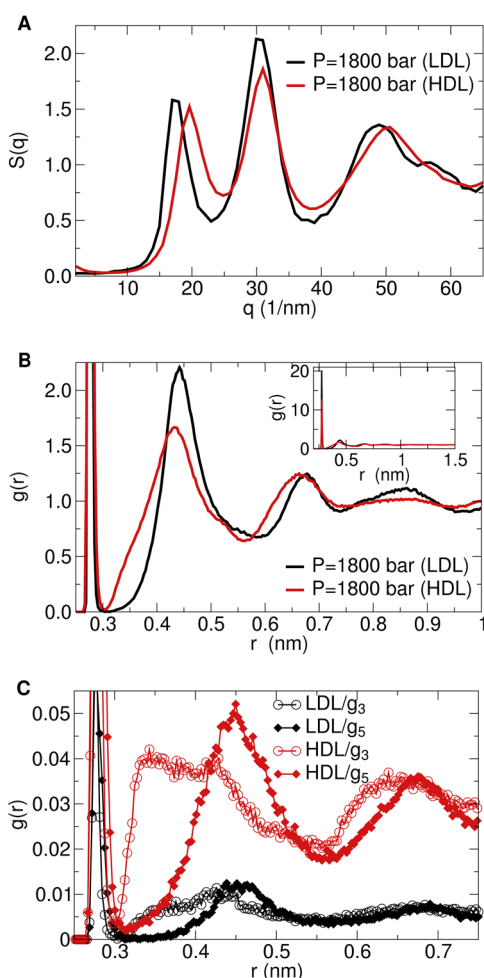 A
2.0
1.5
1.0
0.5
0.0
S(q)
P=1800 bar (LDL)
P=1800 bar (HDL)
10 20 30 40 50 60
q (1/nm)
B
2.0
1.5
1.0
0.5
0.0
g(r)
20
10
0
g(r)
0.5 1 1.5
r (nm)
P=1800 bar (LDL)
P=1800 bar (HDL)
0.3 0.4 0.5 0.6 0.7 0.8 0.9 1
r (nm)
C
0.05
0.04
0.03
0.02
0.01
0
g(r)
LDL/g₃
LDL/g₅
HDL/g₃
HDL/g₅
0.3 0.4 0.5 0.6 0.7
r (nm)